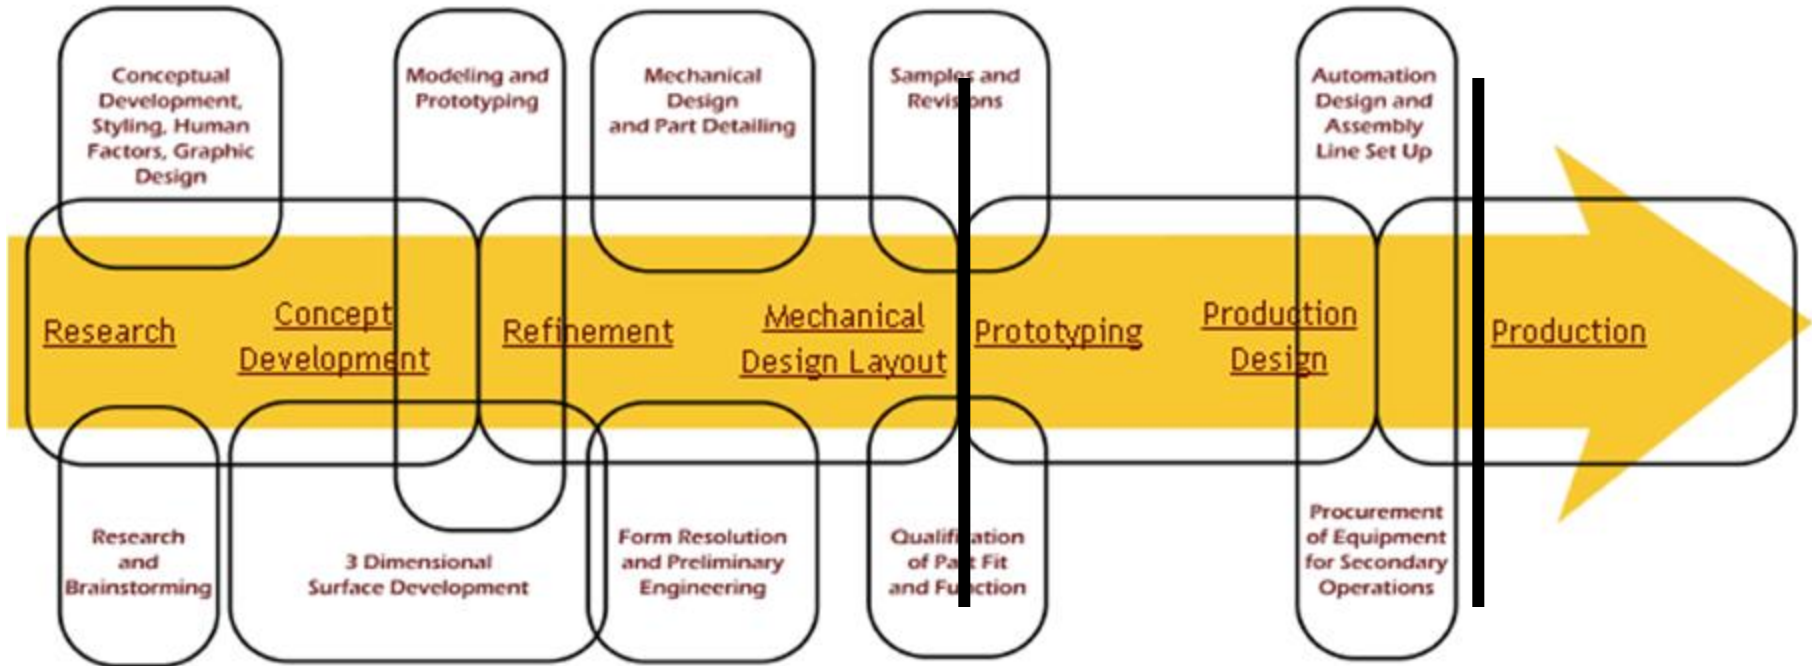 Conceptual
Development,
Styling, Human
Factors, Graphic
Design
Modeling and
Prototyping
Mechanical
Design
and Part Detailing
Samples and
Revisions
Automation
Design and
Assembly
Line Set Up
Research
Concept
Development
Refinement
Mechanical
Design Layout
Prototyping
Production
Design
Production
Research
and
Brainstorming
3 Dimensional
Surface Development
Form Resolution
and Preliminary
Engineering
Qualification
of Part Fit
and Function
Procurement
of Equipment
for Secondary
Operations